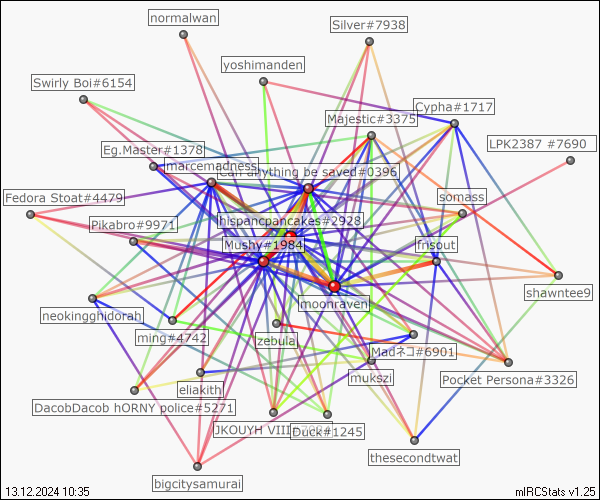 normalwan
Silver#7938
yoshimanden
Swirly Boi#6154
Cypha#1717
Majestic#3375
LPK2387 #7690
Eg.Master#1378
marcemadness
Can anything be saved#0396
Fedora Stoat#4479
somass
hispancpancakes#2928
Pikabro#9971
Mushy#1984
frisout
shawntee9
moonraven
neokingghidorah
ming#4742
zebula
Madネコ#6901
mukszi
Pocket Persona#3326
eliakith
DacobDacob hORNY police#5271
JKOUYH VIII
Duck#1245
thesecondtwat
bigcitysamurai
13.12.2024 10:35
mIRCStats v1.25